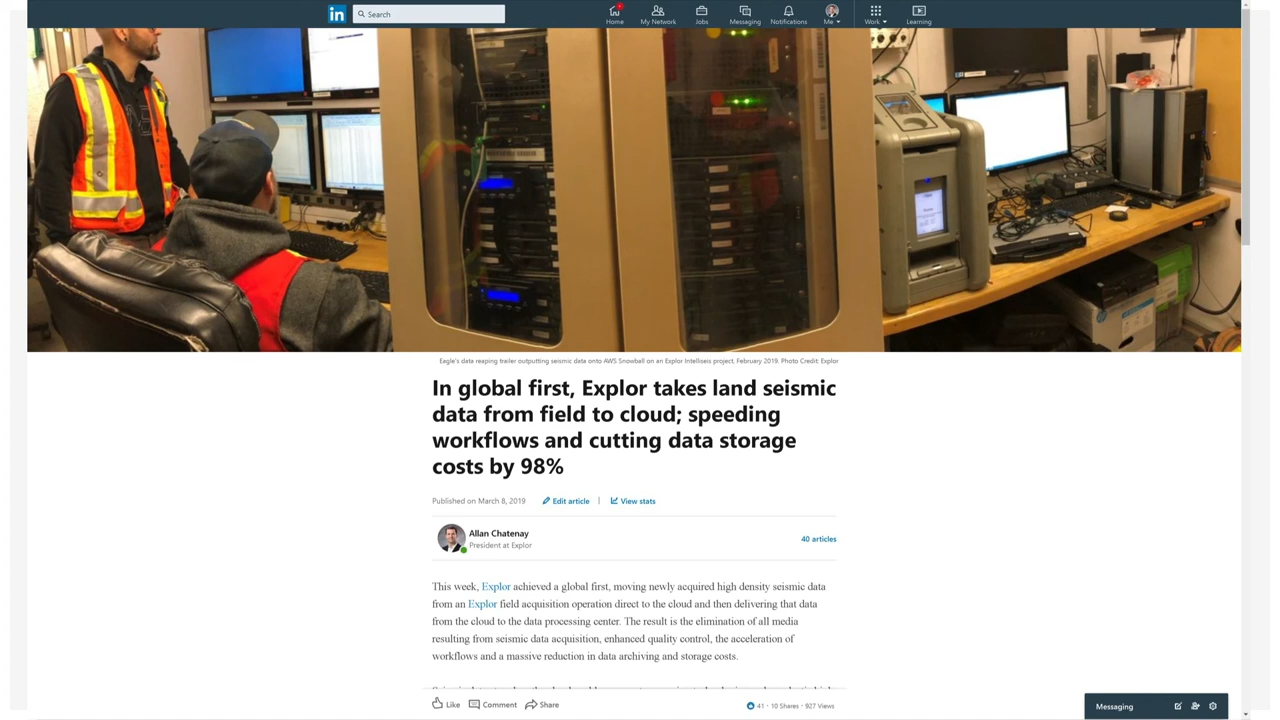 in
Search
Home
My Network
Jobs
Messaging
Notifications
Me
Work
Learning
Eagle's data reaping trailer outputting seismic data onto AWS Snowball on an Explor Intelliseis project, February 2019. Photo Credit: Explor
In global first, Explor takes land seismic
data from field to cloud; speeding
workflows and cutting data storage
costs by 98%
Published on March 8, 2019
Edit article | View stats
Allan Chatenay
President at Explor
40 articles
This week, Explor achieved a global first, moving newly acquired high density seismic data
from an Explor field acquisition operation direct to the cloud and then delivering that data
from the cloud to the data processing center. The result is the elimination of all media
resulting from seismic data acquisition, enhanced quality control, the acceleration of
workflows and a massive reduction in data archiving and storage costs.
Like
Comment
Share
41 · 10 Shares · 927 Views
Messaging